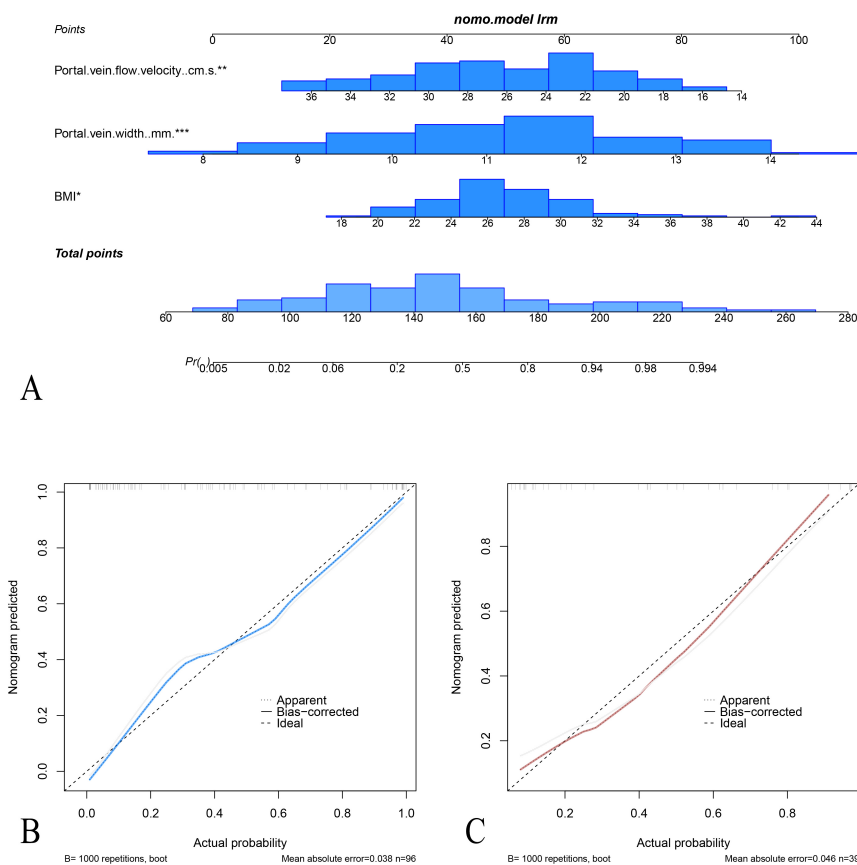 nomo.model lrm
Points
0 20 40 60 80 100
Portal.vein.flow.velocity..cm.s.**
36 34 32 30 28 26 24 22 20 18 16 14
Portal.vein.width..mm.***
8 9 10 11 12 13 14
BMI*
18 20 22 24 26 28 30 32 34 36 38 40 42 44
Total points
60 80 100 120 140 160 180 200 220 240 260 280
Pr( )
0.005 0.02 0.06 0.2 0.5 0.8 0.94 0.98 0.994
A
Nomogram predicted
1.0
0.8
0.6
0.4
0.2
0.0
Apparent
Bias−corrected
Ideal
0.0 0.2 0.4 0.6 0.8 1.0
Actual probability
B
B= 1000 repetitions, boot
Mean absolute error=0.038 n=96
Nomogram predicted
0.8
0.6
0.4
0.2
Apparent
Bias−corrected
Ideal
0.2 0.4 0.6 0.8
Actual probability
C
B= 1000 repetitions, boot
Mean absolute error=0.046 n=39